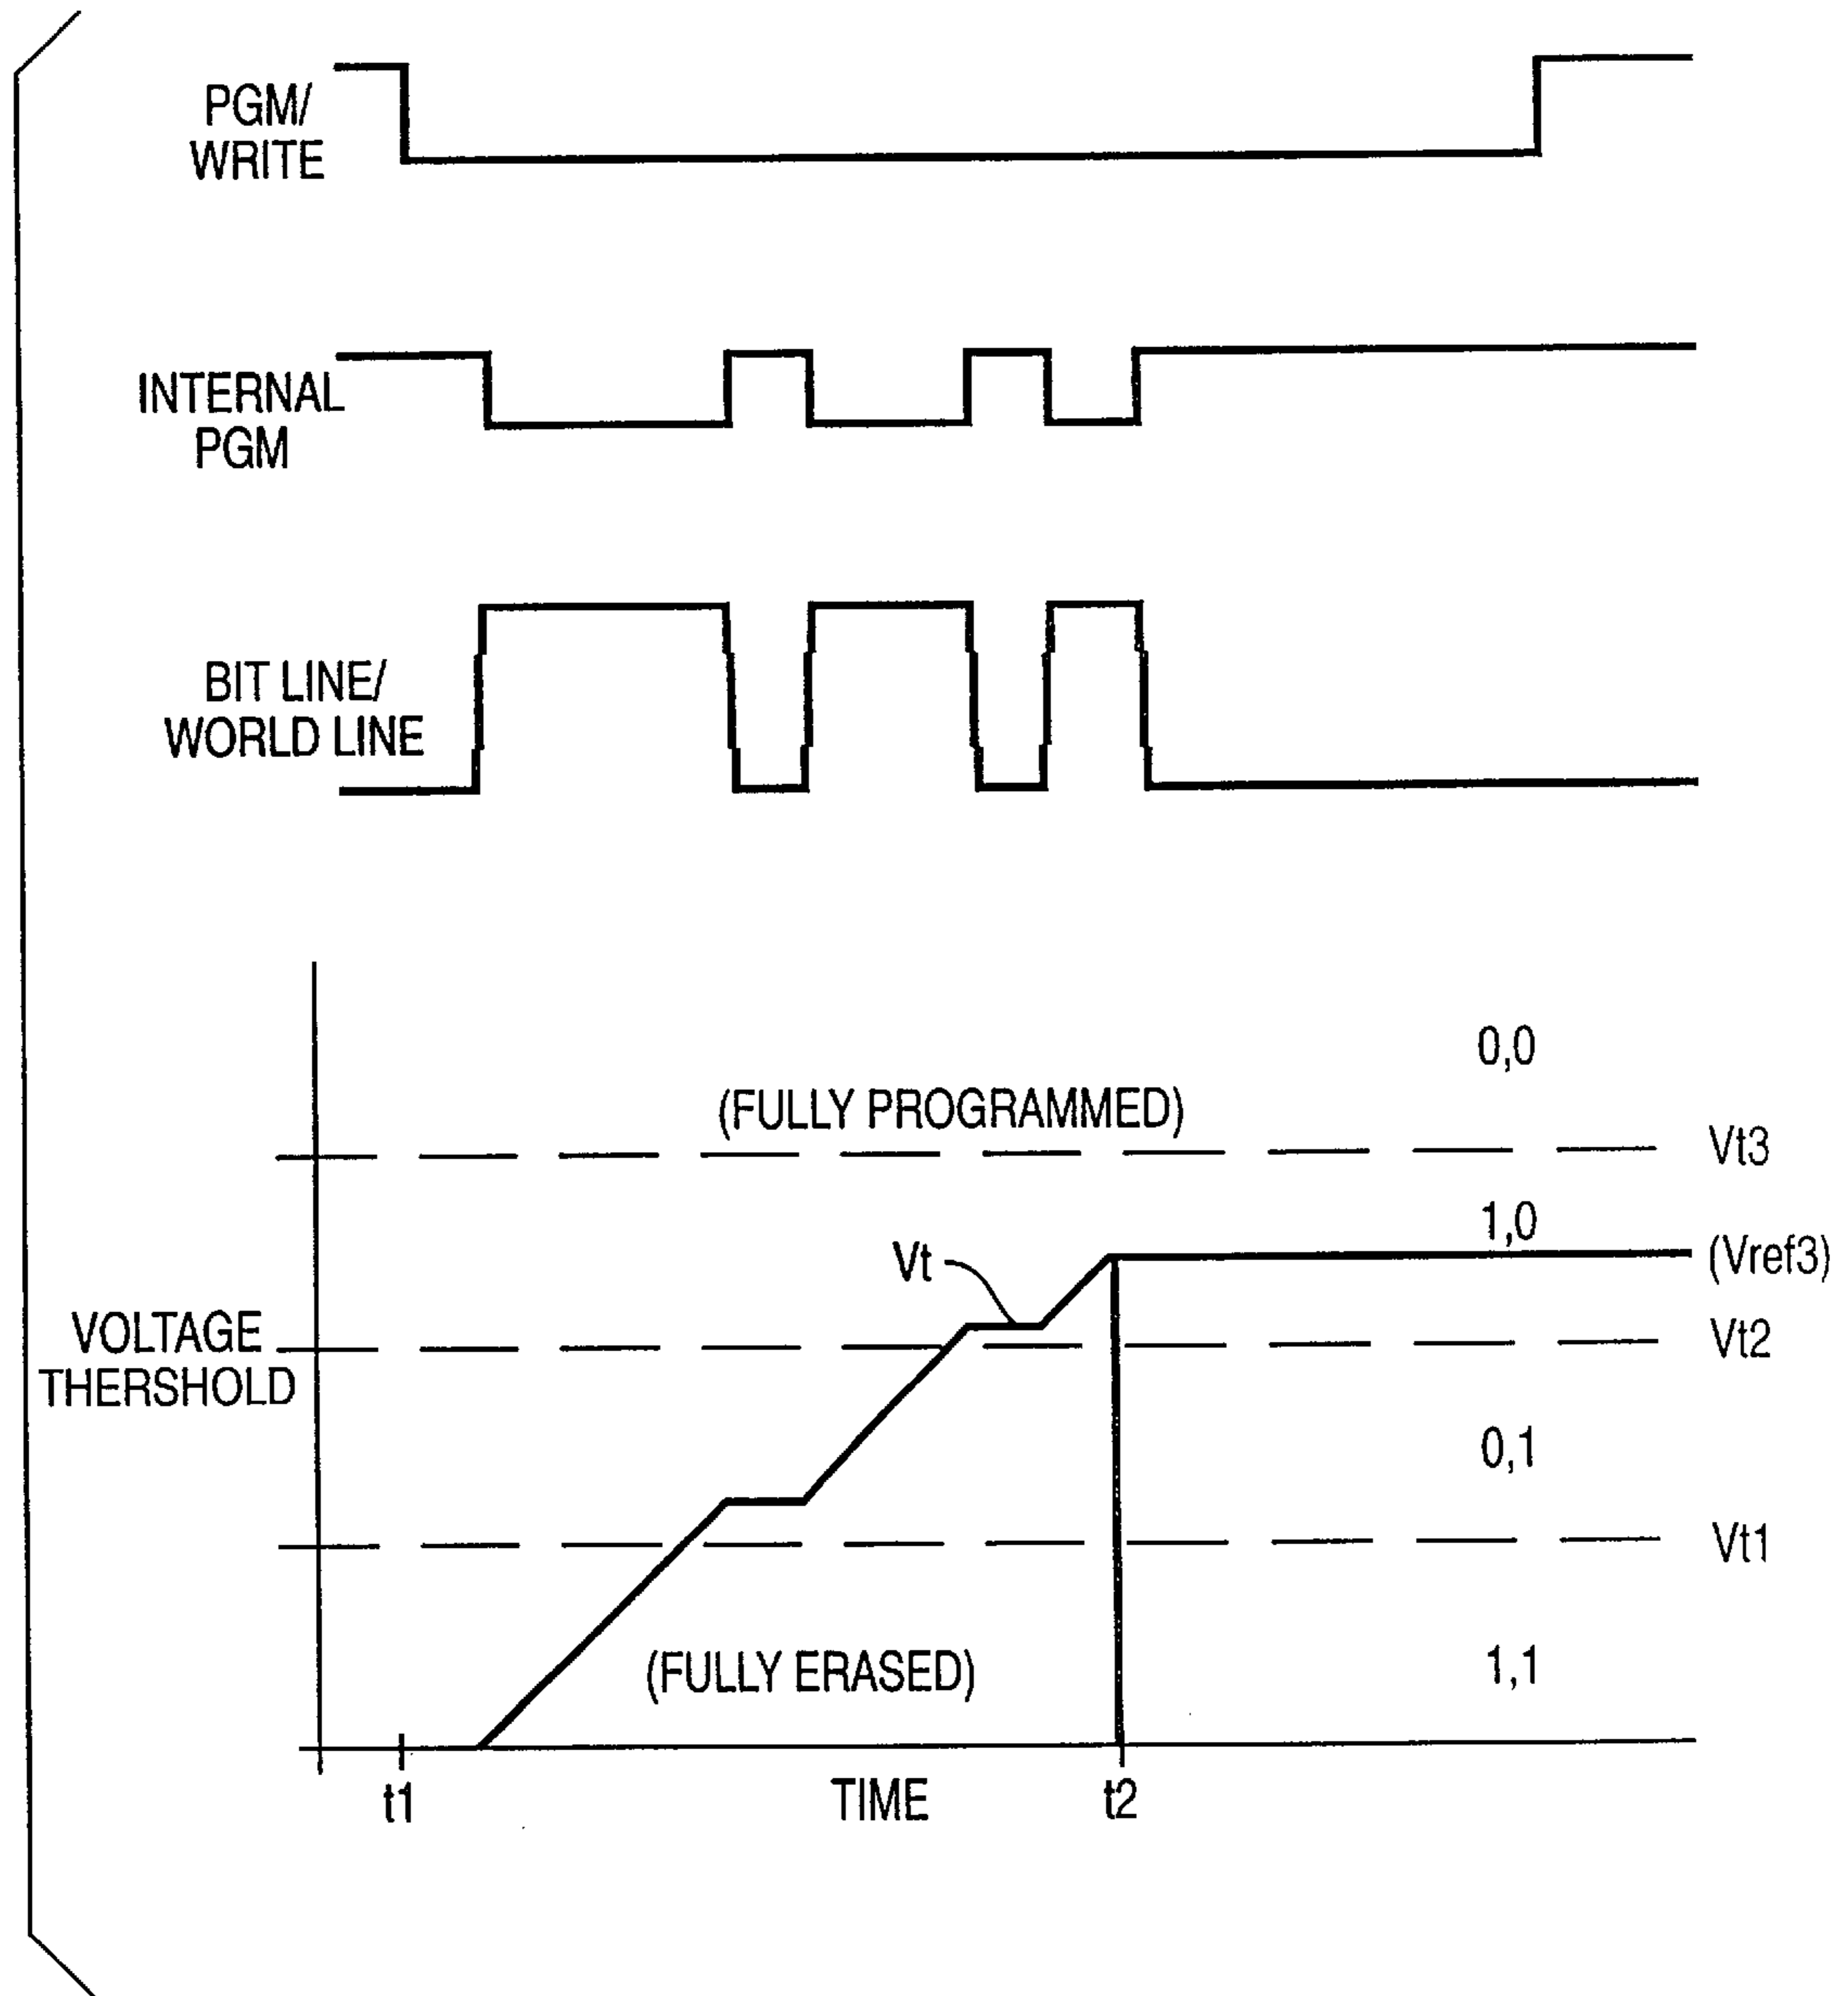 PGM/
WRITE
INTERNAL
PGM
BIT LINE/
WORLD LINE
0,0
(FULLY PROGRAMMED)
Vt3
1,0
Vt
(Vref3)
VOLTAGE
THERSHOLD
Vt2
0,1
Vt1
(FULLY ERASED)
1,1
t1
TIME
t2